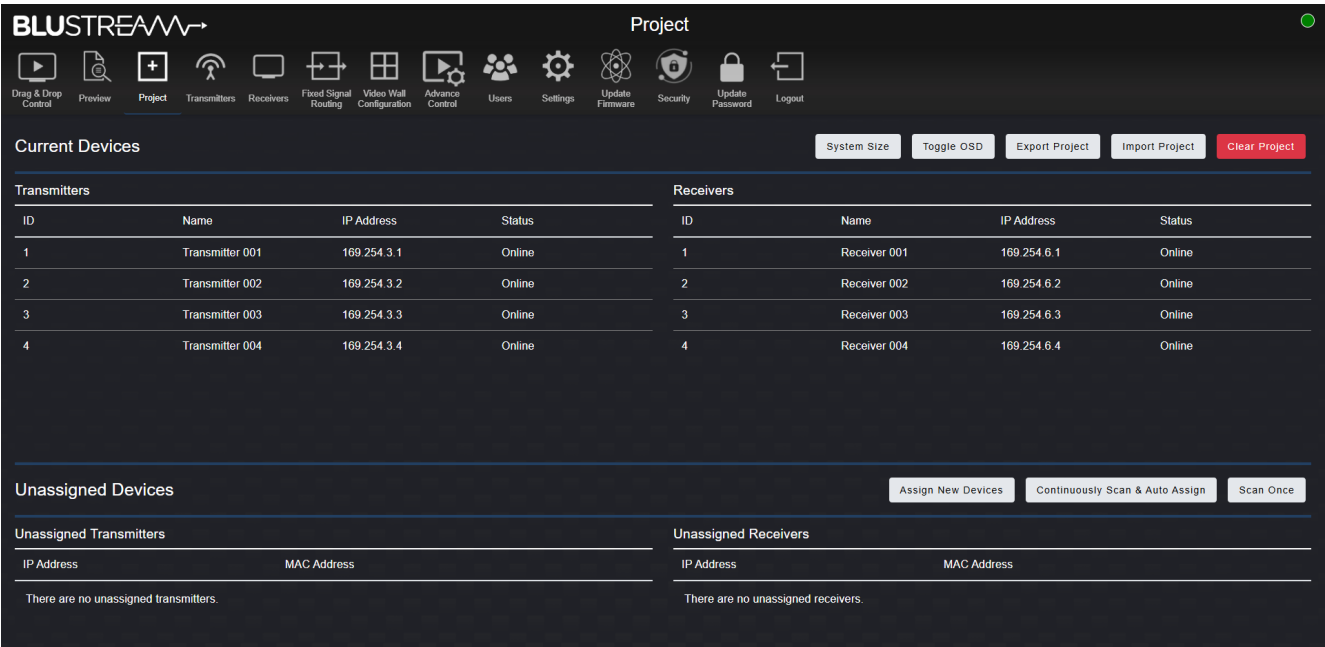 BLUSTREAM
Project
Drag & Drop Control
Preview
Project
Transmitters
Receivers
Fixed Signal Routing
Video Wall Configuration
Advance Control
Users
Settings
Update Firmware
Security
Update Password
Logout
Current Devices
System Size
Toggle OSD
Export Project
Import Project
Clear Project
Transmitters
ID Name IP Address Status
1 Transmitter 001 169.254.3.1 Online
2 Transmitter 002 169.254.3.2 Online
3 Transmitter 003 169.254.3.3 Online
4 Transmitter 004 169.254.3.4 Online
Receivers
ID Name IP Address Status
1 Receiver 001 169.254.6.1 Online
2 Receiver 002 169.254.6.2 Online
3 Receiver 003 169.254.6.3 Online
4 Receiver 004 169.254.6.4 Online
Unassigned Devices
Assign New Devices
Continuously Scan & Auto Assign
Scan Once
Unassigned Transmitters
IP Address MAC Address
There are no unassigned transmitters.
Unassigned Receivers
IP Address MAC Address
There are no unassigned receivers.